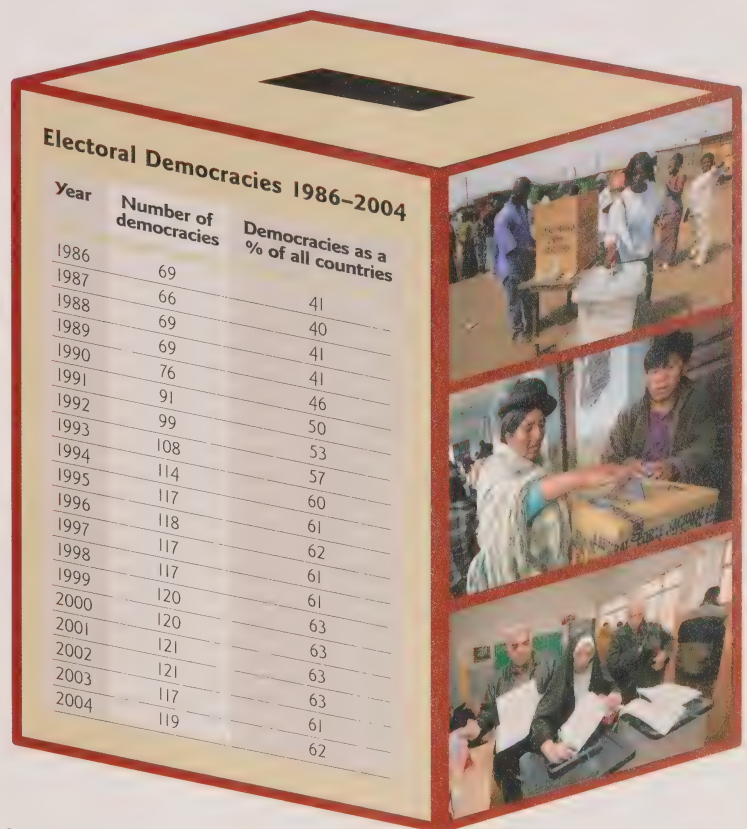 Electoral Democracies 1986–2004
Year Number of democracies Democracies as a % of all countries
1986 69 41
1987 66 40
1988 69 41
1989 69 41
1990 76 46
1991 91 50
1992 99 53
1993 108 57
1994 114 60
1995 117 61
1996 118 62
1997 117 61
1998 117 61
1999 120 63
2000 120 63
2001 121 63
2002 121 63
2003 117 61
2004 119 62
CORTE NACIONAL